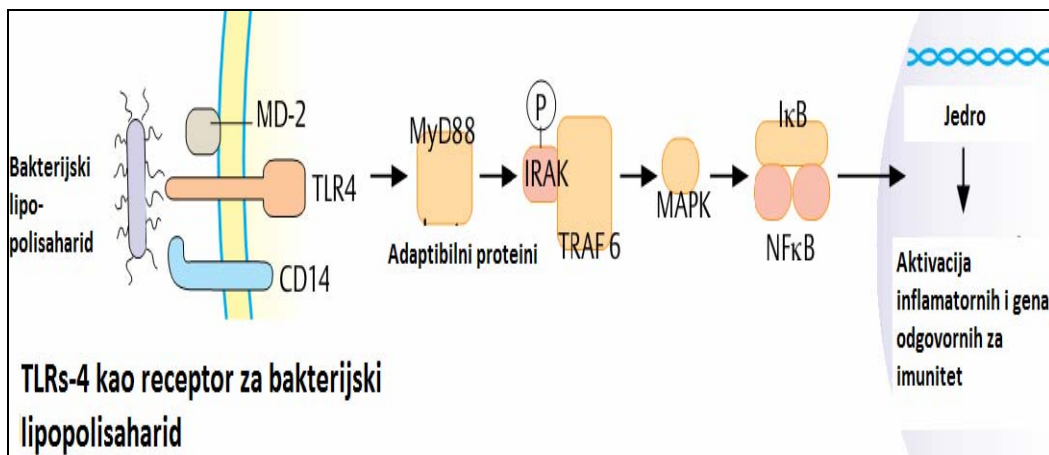 Bakterijski
lipo-
polisaharid
MD-2
TLR4
CD14
MyD88
Adaptibilni proteini
P
IRAK
TRAF 6
MAPK
IκB
NFκB
Jedro
Aktivacija
inflamatornih i gena
odgovornih za
imunitet
TLRs-4 kao receptor za bakterijski
lipopolisaharid